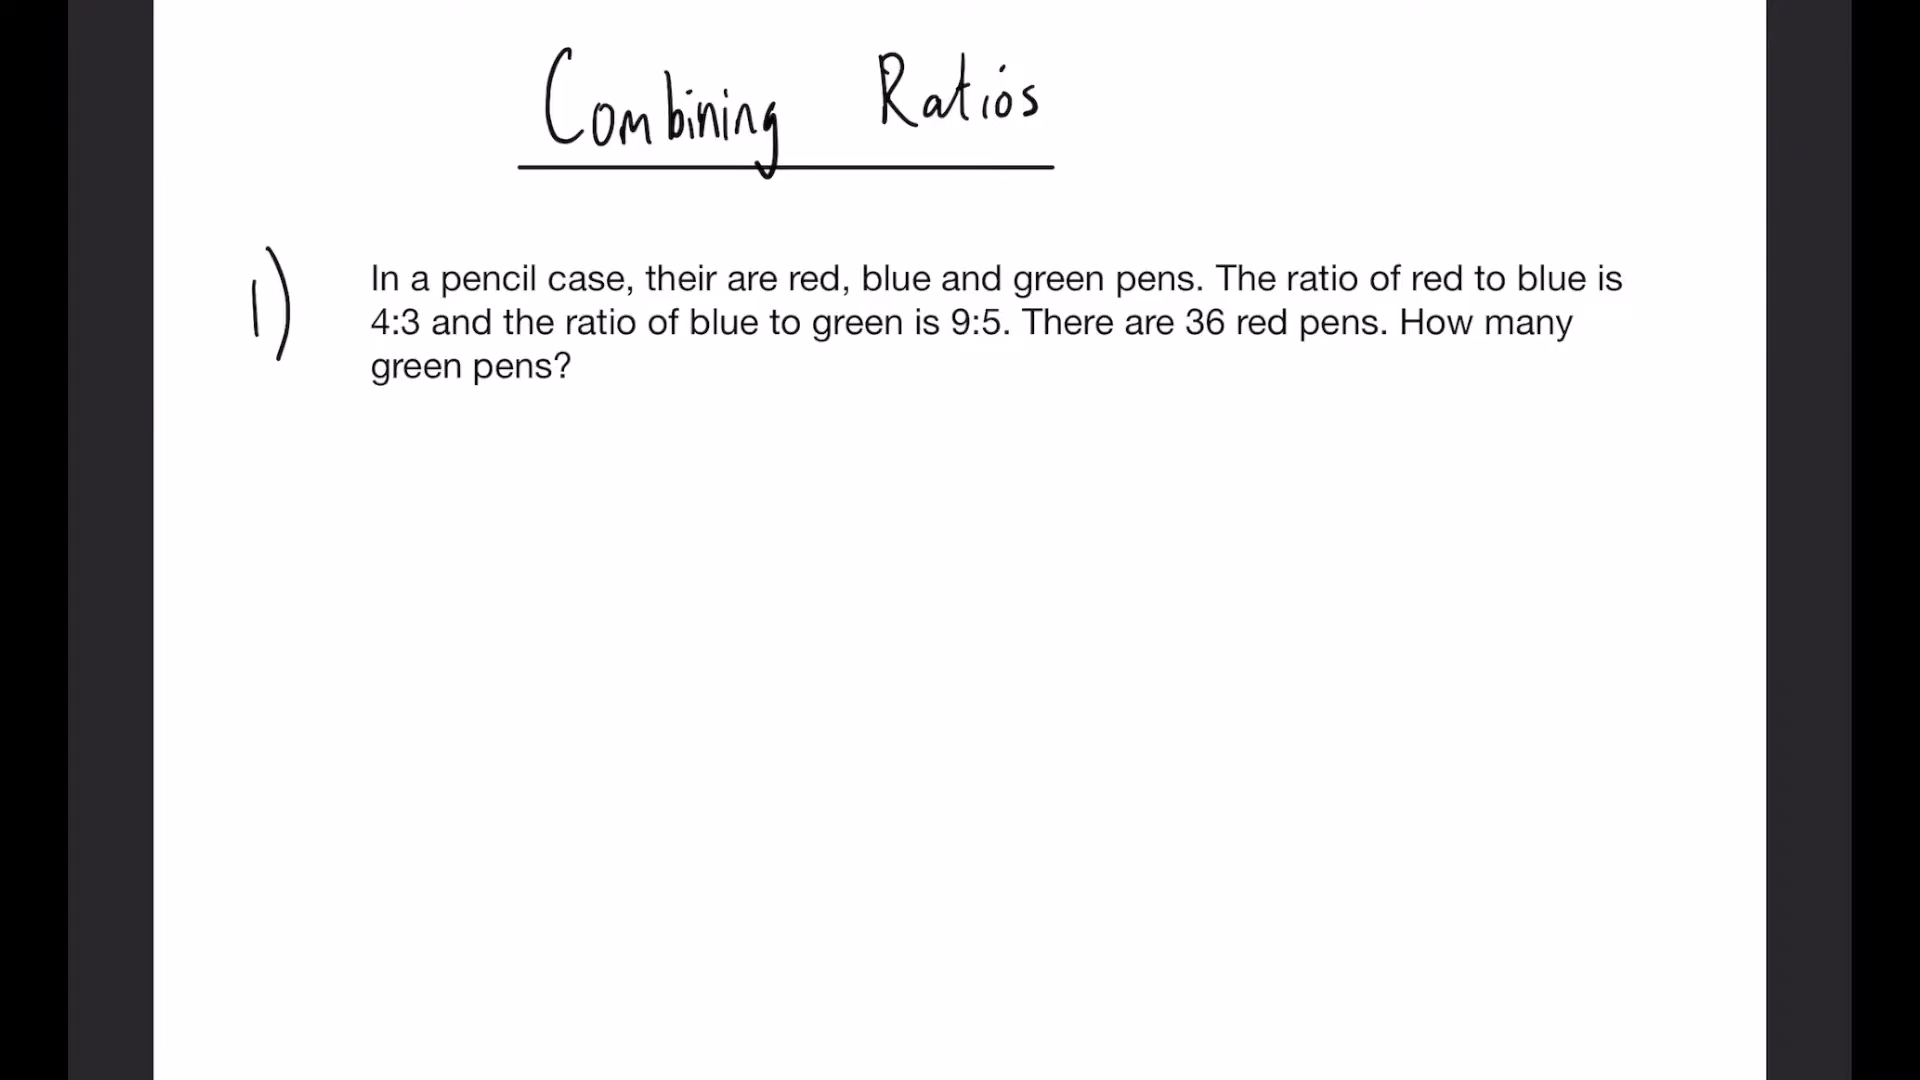 Combining Ratios
1)
In a pencil case, their are red, blue and green pens. The ratio of red to blue is
4:3 and the ratio of blue to green is 9:5. There are 36 red pens. How many
green pens?